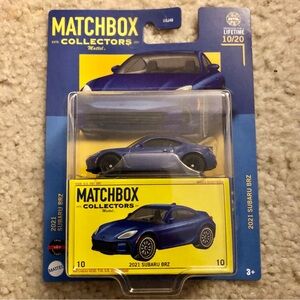 MATCHBOX
COLLECTORS
Mattel
LIFETIME
10/20
MATCHBOX
COLLECTORS
Mattel
10
2021 SUBARU BRZ
10
2021
SUBARU BRZ
2021 SUBARU BRZ
MATTEL
3+